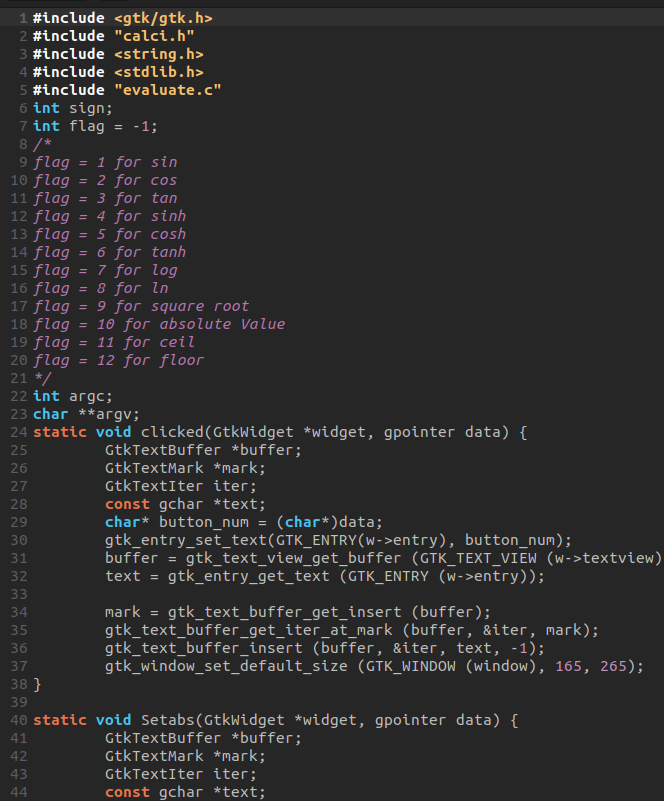 1 #include <gtk/gtk.h>
2 #include "calci.h"
3 #include <string.h>
4 #include <stdlib.h>
5 #include "evaluate.c"
6 int sign;
7 int flag = -1;
8 /*
9 flag = 1 for sin
10 flag = 2 for cos
11 flag = 3 for tan
12 flag = 4 for sinh
13 flag = 5 for cosh
14 flag = 6 for tanh
15 flag = 7 for log
16 flag = 8 for ln
17 flag = 9 for square root
18 flag = 10 for absolute Value
19 flag = 11 for ceil
20 flag = 12 for floor
21 */
22 int argc;
23 char **argv;
24 static void clicked(GtkWidget *widget, gpointer data) {
25         GtkTextBuffer *buffer;
26         GtkTextMark *mark;
27         GtkTextIter iter;
28         const gchar *text;
29         char* button_num = (char*)data;
30         gtk_entry_set_text(GTK_ENTRY(w->entry), button_num);
31         buffer = gtk_text_view_get_buffer (GTK_TEXT_VIEW (w->textview)
32         text = gtk_entry_get_text (GTK_ENTRY (w->entry));
33
34         mark = gtk_text_buffer_get_insert (buffer);
35         gtk_text_buffer_get_iter_at_mark (buffer, &iter, mark);
36         gtk_text_buffer_insert (buffer, &iter, text, -1);
37         gtk_window_set_default_size (GTK_WINDOW (window), 165, 265);
38 }
39
40 static void Setabs(GtkWidget *widget, gpointer data) {
41         GtkTextBuffer *buffer;
42         GtkTextMark *mark;
43         GtkTextIter iter;
44         const gchar *text;